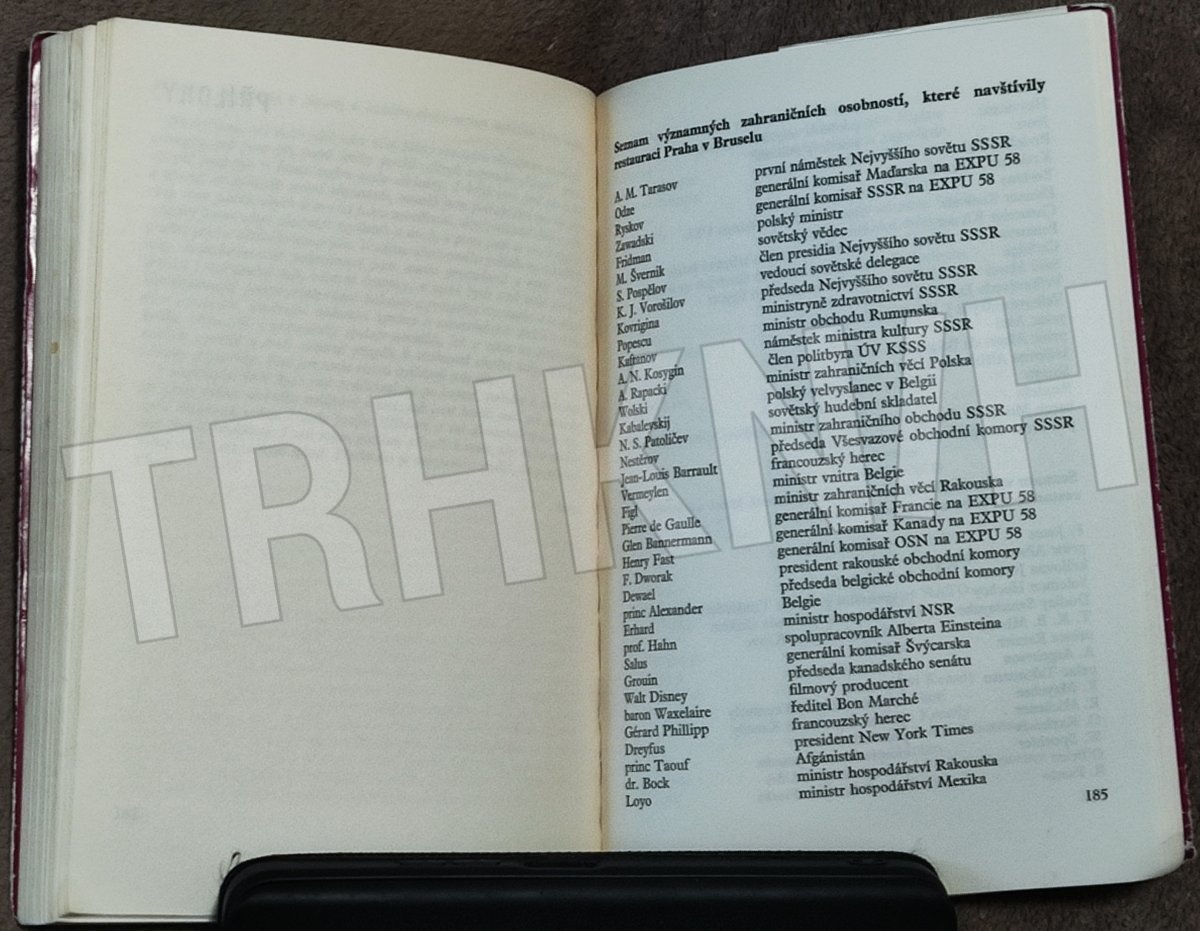 Seznam významných zahraničních osobností, které navštívily
restauraci Praha v Bruselu
A. M. Tarasov první náměstek Nejvyššího sovětu SSSR
Odze generální komisař Maďarska na EXPU 58
Ryskov generální komisař SSSR na EXPU 58
Zawadski polský ministr
Fridman sovětský vědec
M. Švernik člen presidia Nejvyššího sovětu SSSR
S. Pospělov vedoucí sovětské delegace
K. J. Vorošilov předseda Nejvyššího sovětu SSSR
Kovrigina ministryně zdravotnictví SSSR
Popescu ministr obchodu Rumunska
Kaftanov náměstek ministra kultury SSSR
A. N. Kosygin člen politbyra ÚV KSSS
A. Rapacki ministr zahraničních věcí Polska
Wolski polský velvyslanec v Belgii
Kabalevskij sovětský hudební skladatel
N. S. Patoličev ministr zahraničního obchodu SSSR
Nestěrov předseda Všesvazové obchodní komory SSSR
Jean-Louis Barrault francouzský herec
Vermeylen ministr vnitra Belgie
Figl ministr zahraničních věcí Rakouska
Pierre de Gaulle generální komisař Francie na EXPU 58
Glen Bannermann generální komisař Kanady na EXPU 58
Henry Fast generální komisař OSN na EXPU 58
F. Dworak president rakouské obchodní komory
Dewael předseda belgické obchodní komory
princ Alexander Belgie
Erhard ministr hospodářství NSR
prof. Hahn spolupracovník Alberta Einsteina
Salus generální komisař Švýcarska
Grouin předseda kanadského senátu
Walt Disney filmový producent
baron Waxelaire ředitel Bon Marché
Gérard Phillipp francouzský herec
Dreyfus president New York Times
princ Taouf Afgánistán
dr. Bock ministr hospodářství Rakouska
Loyo ministr hospodářství Mexika
185
TRHKNIH